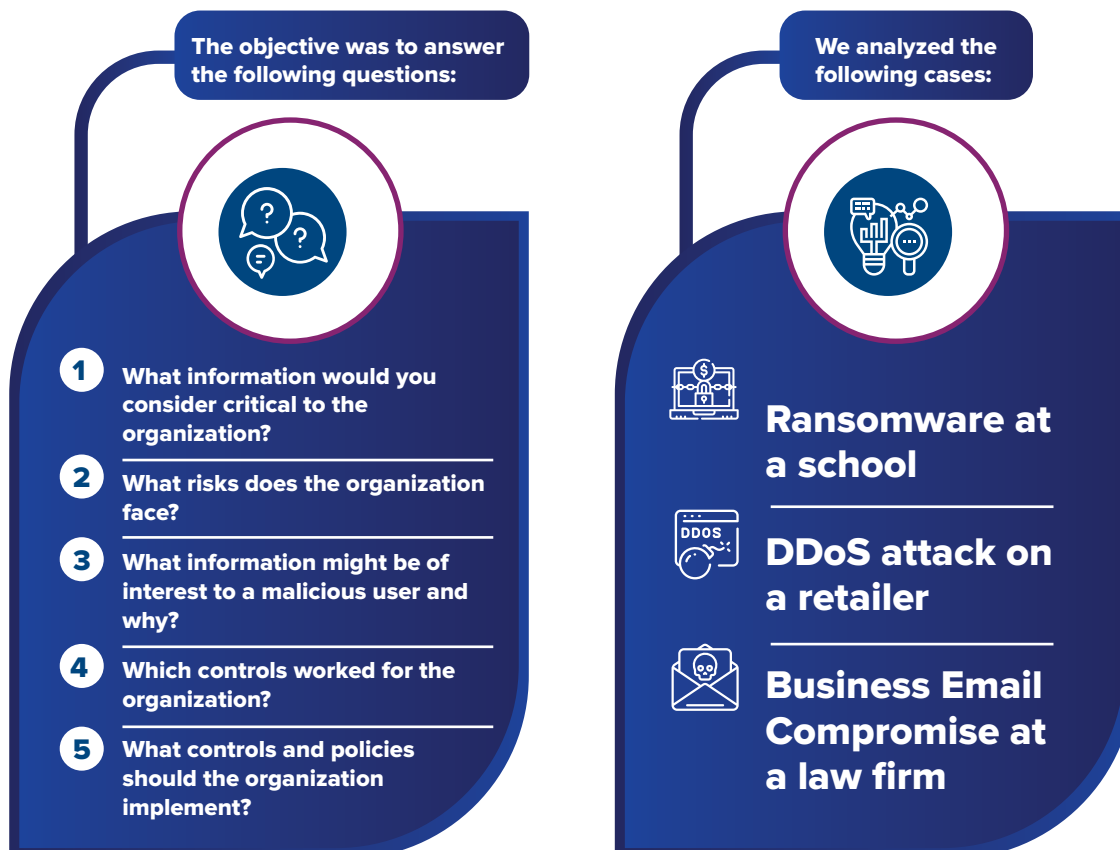 The objective was to answer
the following questions:
?
?
1
What information would you
consider critical to the
organization?
2
What risks does the organization
face?
3
What information might be of
interest to a malicious user and
why?
4
Which controls worked for the
organization?
5
What controls and policies
should the organization
implement?
We analyzed the
following cases:
$
Ransomware at
a school
DDOS
DDoS attack on
a retailer
Business Email
Compromise at
a law firm